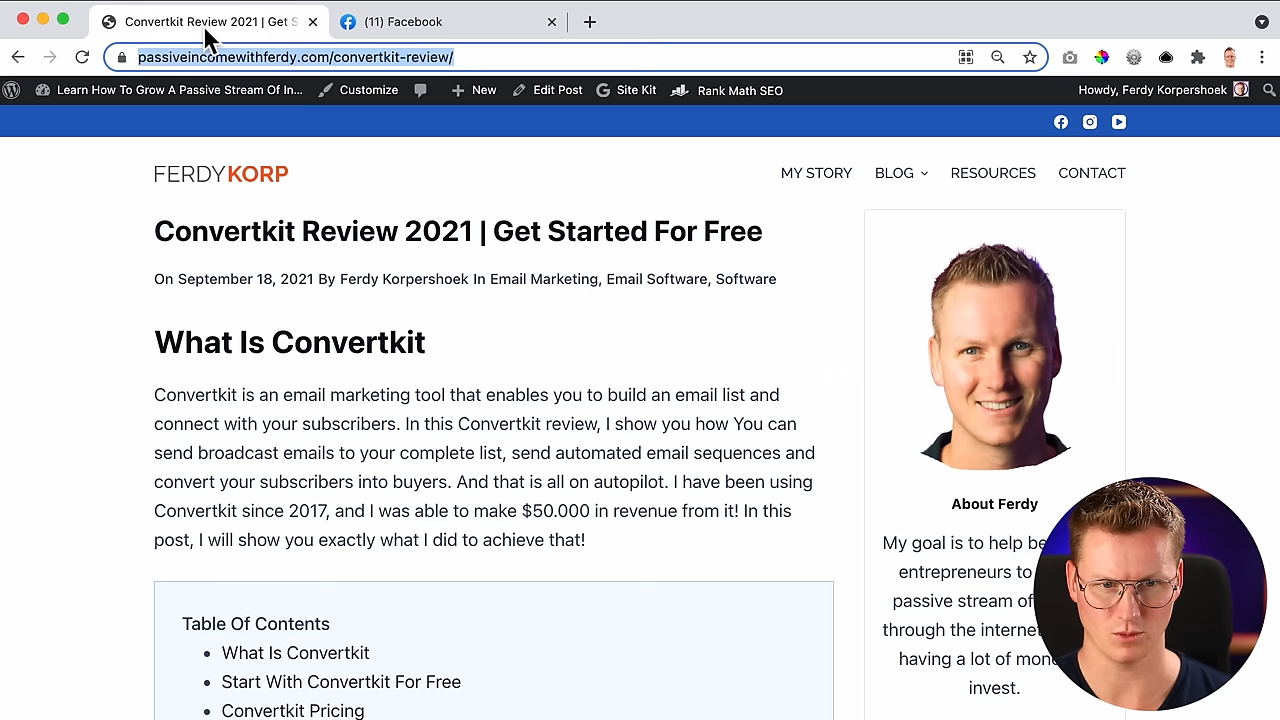 Convertkit Review 2021 | Get S
(11) Facebook
passiveincomewithferdy.com/convertkit-review/
Learn How To Grow A Passive Stream Of In...
Customize
New
Edit Post
Site Kit
Rank Math SEO
Howdy, Ferdy Korpershoek
FERDYKORP
MY STORY
BLOG
RESOURCES
CONTACT
Convertkit Review 2021 | Get Started For Free
On September 18, 2021 By Ferdy Korpershoek In Email Marketing, Email Software, Software
What Is Convertkit
Convertkit is an email marketing tool that enables you to build an email list and
connect with your subscribers. In this Convertkit review, I show you how You can
send broadcast emails to your complete list, send automated email sequences and
convert your subscribers into buyers. And that is all on autopilot. I have been using
Convertkit since 2017, and I was able to make $50.000 in revenue from it! In this
post, I will show you exactly what I did to achieve that!
Table Of Contents
• What Is Convertkit
• Start With Convertkit For Free
• Convertkit Pricing
About Ferdy
My goal is to help be
entrepreneurs to
passive stream of
through the internet
having a lot of mon
invest.